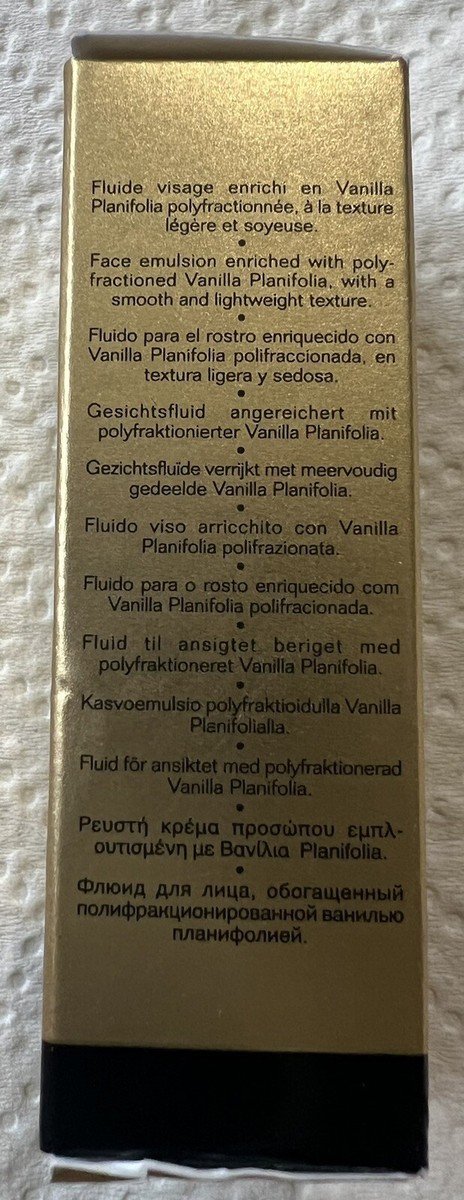 Fluide visage enrichi en Vanilla
Planifolia polyfractionnée, à la texture
légère et soyeuse.
•
Face emulsion enriched with poly-
fractioned Vanilla Planifolia, with a
smooth and lightweight texture.
•
Fluido para el rostro enriquecido con
Vanilla Planifolia polifraccionada, en
textura ligera y sedosa.
•
Gesichtsfluid angereichert mit
polyfraktionierter Vanilla Planifolia.
•
Gezichtsfluïde verrijkt met meervoudig
gedeelde Vanilla Planifolia.
•
Fluido viso arricchito con Vanilla
Planifolia polifrazionata.
•
Fluido para o rosto enriquecido com
Vanilla Planifolia polifracionada.
•
Fluid til ansigtet beriget med
polyfraktioneret Vanilla Planifolia.
•
Kasvoemulsio polyfraktioidulla Vanilla
Planifolialla.
•
Fluid för ansiktet med polyfraktionerad
Vanilla Planifolia.
•
Ρευστή κρέμα προσώπου εμπλ-
ουτισμένη με Βανίλια Planifolia.
•
Флюид для лица, обогащенный
полифракционированной ванилью
планифолией.